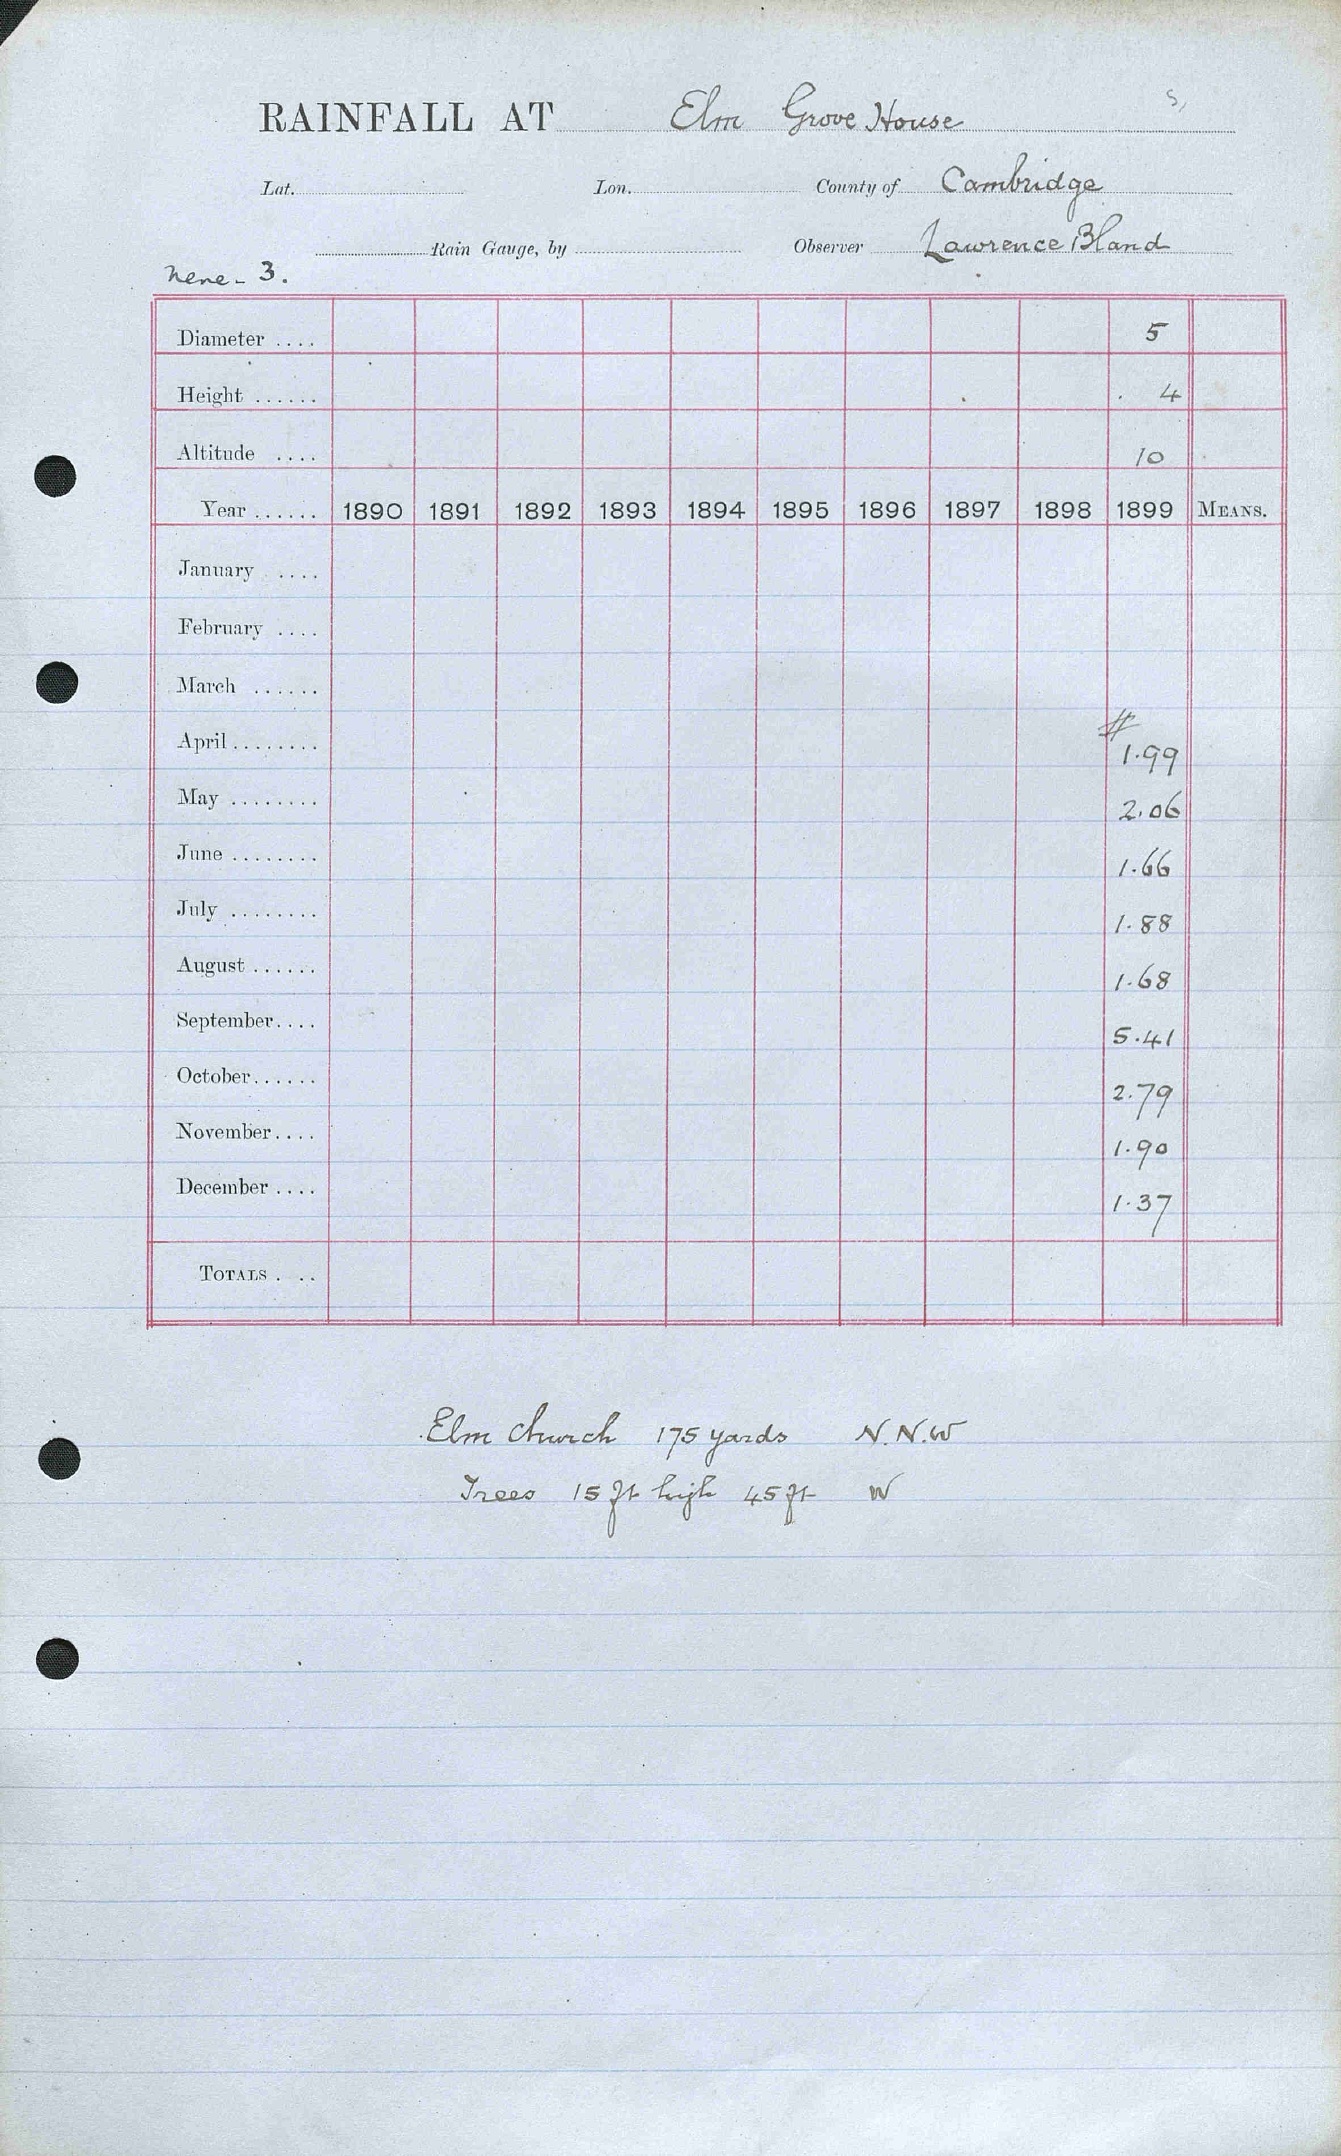 RAINFALL AT Elm Grove House
Lat. Lon. County of Cambridge
Rain Gauge, by Observer Lawrence Bland
Nene - 3.
Diameter .... 5
Height ...... 4
Altitude .... 10
Year ...... 1890 1891 1892 1893 1894 1895 1896 1897 1898 1899 MEANS.
January ....
February ....
March ......
#
April ........ 1.99
May ........ 2.06
June ........ 1.66
July ........ 1.88
August ...... 1.68
September.... 5.41
October...... 2.79
November.... 1.90
December .... 1.37
TOTALS . ..
Elm church 175 yards N.N.W
Trees 15 ft high 45 ft W